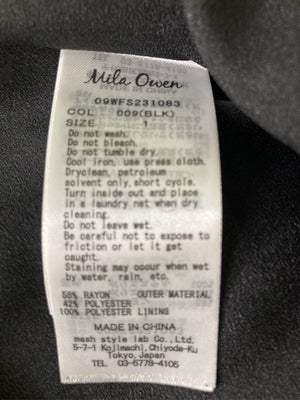 Mila Owen
09WFS231083
COL 009(BLK)
SIZE 1
Do not wash.
Do not bleach.
Do not tumble dry.
Cool iron, use press cloth.
Dryclean, petroleum
solvent only, short cycle.
Turn inside out and place
in a laundry net when dry
cleaning.
Do not leave wet.
Be careful not to expose to
friction or let it get
caught.
Staining may occur when wet
by water, rain, etc.
58% RAYON OUTER MATERIAL
42% POLYESTER
100% POLYESTER LINING
MADE IN CHINA
mash style lab Co.,Ltd.
5-7-1 Kojimachi, Chiyoda-Ku
Tokyo, Japan
TEL 03-5778-4105